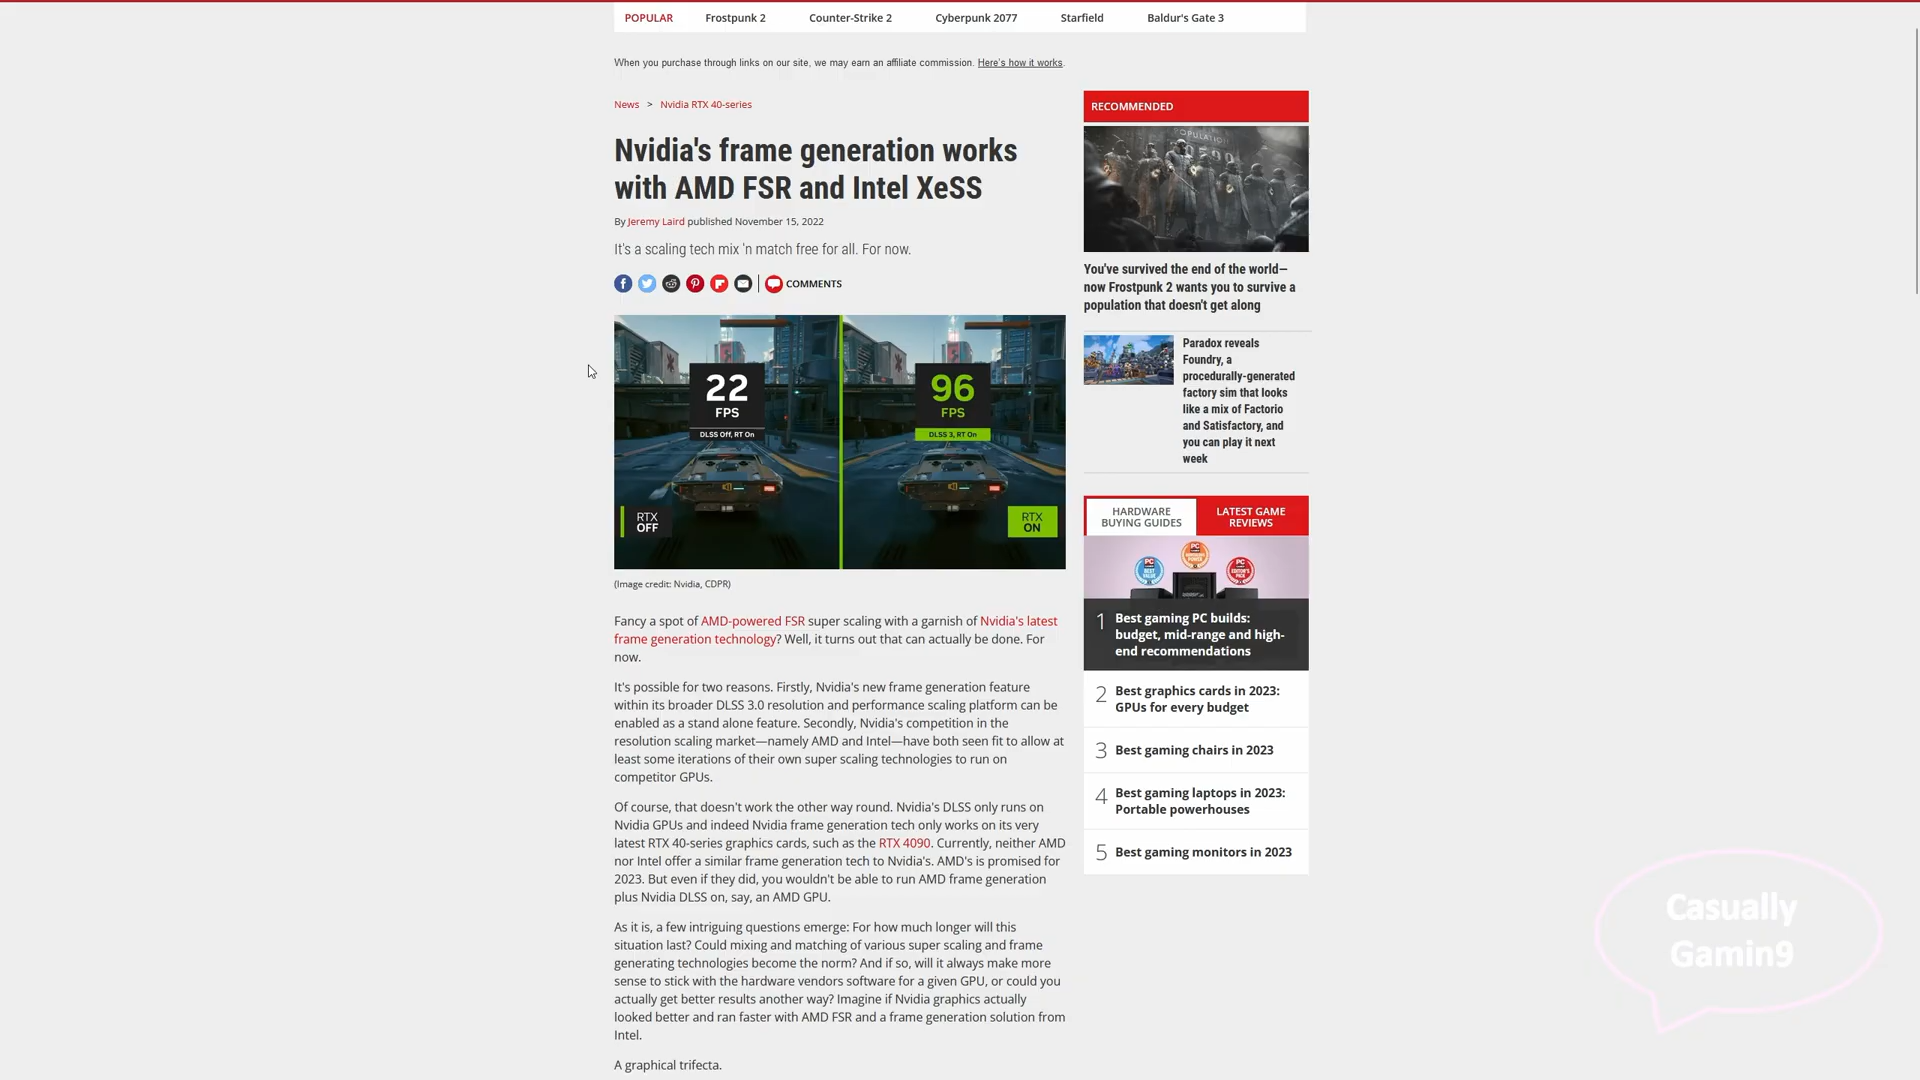 POPULAR Frostpunk 2 Counter-Strike 2 Cyberpunk 2077 Starfield Baldur's Gate 3
When you purchase through links on our site, we may earn an affiliate commission. Here's how it works.
News > Nvidia RTX 40-series
Nvidia's frame generation works
with AMD FSR and Intel XeSS
By Jeremy Laird published November 15, 2022
It's a scaling tech mix 'n match free for all. For now.
COMMENTS
22
FPS
DLSS Off, RT On
RTX
OFF
96
FPS
DLSS 3, RT On
RTX
ON
(Image credit: Nvidia, CDPR)
Fancy a spot of AMD-powered FSR super scaling with a garnish of Nvidia's latest
frame generation technology? Well, it turns out that can actually be done. For
now.
It's possible for two reasons. Firstly, Nvidia's new frame generation feature
within its broader DLSS 3.0 resolution and performance scaling platform can be
enabled as a stand alone feature. Secondly, Nvidia's competition in the
resolution scaling market—namely AMD and Intel—have both seen fit to allow at
least some iterations of their own super scaling technologies to run on
competitor GPUs.
Of course, that doesn't work the other way round. Nvidia's DLSS only runs on
Nvidia GPUs and indeed Nvidia frame generation tech only works on its very
latest RTX 40-series graphics cards, such as the RTX 4090. Currently, neither AMD
nor Intel offer a similar frame generation tech to Nvidia's. AMD's is promised for
2023. But even if they did, you wouldn't be able to run AMD frame generation
plus Nvidia DLSS on, say, an AMD GPU.
As it is, a few intriguing questions emerge: For how much longer will this
situation last? Could mixing and matching of various super scaling and frame
generating technologies become the norm? And if so, will it always make more
sense to stick with the hardware vendors software for a given GPU, or could you
actually get better results another way? Imagine if Nvidia graphics actually
looked better and ran faster with AMD FSR and a frame generation solution from
Intel.
A graphical trifecta.
RECOMMENDED
POPULATION
You've survived the end of the world—
now Frostpunk 2 wants you to survive a
population that doesn't get along
Paradox reveals
Foundry, a
procedurally-generated
factory sim that looks
like a mix of Factorio
and Satisfactory, and
you can play it next
week
HARDWARE
BUYING GUIDES
LATEST GAME
REVIEWS
1 Best gaming PC builds:
budget, mid-range and high-
end recommendations
2 Best graphics cards in 2023:
GPUs for every budget
3 Best gaming chairs in 2023
4 Best gaming laptops in 2023:
Portable powerhouses
5 Best gaming monitors in 2023
Casually
Gamin9